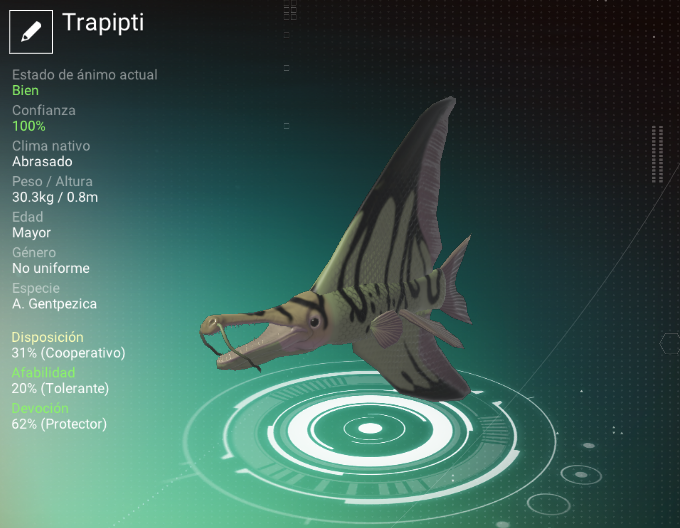 Trapipti
Estado de ánimo actual
Bien
Confianza
100%
Clima nativo
Abrasado
Peso / Altura
30.3kg / 0.8m
Edad
Mayor
Género
No uniforme
Especie
A. Gentpezica
Disposición
31% (Cooperativo)
Afabilidad
20% (Tolerante)
Devoción
62% (Protector)